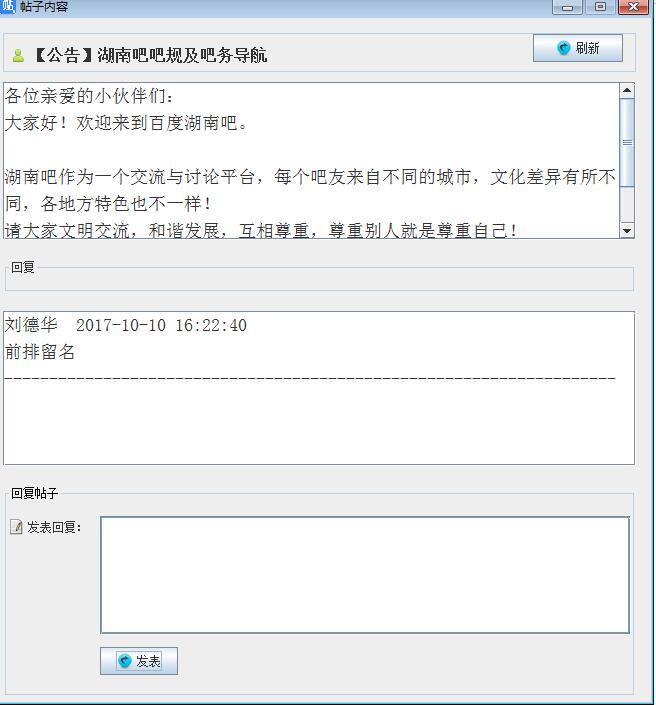 贴 帖子内容
【公告】湖南吧吧规及吧务导航
刷新
各位亲爱的小伙伴们:
大家好！欢迎来到百度湖南吧。
湖南吧作为一个交流与讨论平台，每个吧友来自不同的城市，文化差异有所不
同，各地方特色也不一样！
请大家文明交流，和谐发展，互相尊重，尊重别人就是尊重自己！
回复
刘德华 2017-10-10 16:22:40
前排留名
--------------------------------------------------------------------
回复帖子
发表回复:
发表